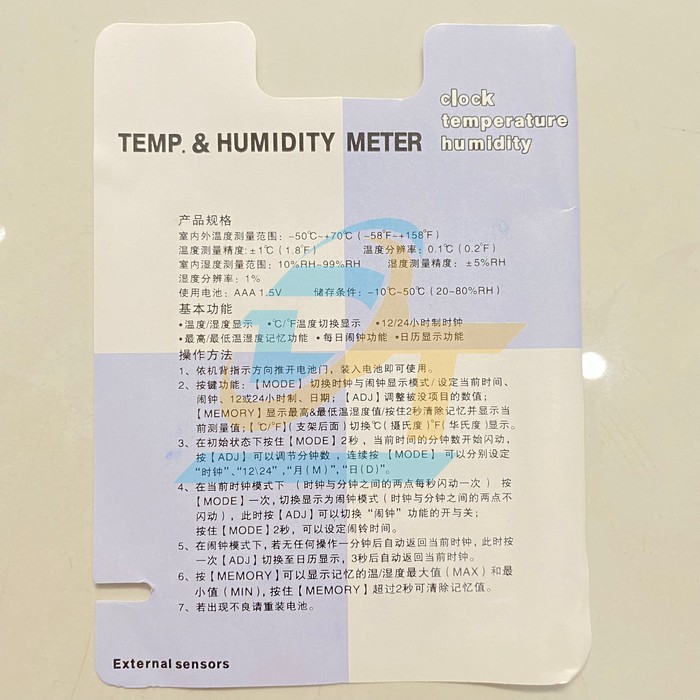 clock
temperature
humidity
TEMP. & HUMIDITY METER
产品规格
室内外温度测量范围：-50℃~+70℃（-58℉~+158℉）
温度测量精度:±1℃（1.8℉） 温度分辨率：0.1℃（0.2℉）
室内湿度测量范围：10%RH~99%RH 湿度测量精度：±5%RH
湿度分辨率：1%
使用电池：AAA 1.5V 储存条件：-10℃~50℃（20~80%RH）
基本功能
•温度/湿度显示 •℃/℉温度切换显示 •12/24小时制时钟
•最高/最低温湿度记忆功能 •每日闹钟功能 •日历显示功能
操作方法
1、依机背指示方向推开电池门，装入电池即可使用。
2、按键功能：【MODE】切换时钟与闹钟显示模式/设定当前时间、
闹钟、12或24小时制、日期；【ADJ】调整被没项目的数值；
【MEMORY】显示最高&最低温湿度值/按住2秒清除记忆并显示当
前测量值；【℃/℉】(支架后面)切换℃(摄氏度)℉(华氏度)显示。
3、在初始状态下按住【MODE】2秒，当前时间的分钟数开始闪动，
按【ADJ】可以调节分钟数，连续按【MODE】可以分别设定
“时钟”、“12\24”，“月(M)”，“日(D)”。
4、在当前时钟模式下（时钟与分钟之间的两点每秒闪动一次）按
【MODE】一次，切换显示为闹钟模式（时钟与分钟之间的两点不
闪动），此时按【ADJ】可以切换“闹钟”功能的开与关；
按住【MODE】2秒，可以设定闹铃时间。
5、在闹钟模式下，若无任何操作一分钟后自动返回当前时钟，此时按
一次【ADJ】切换至日历显示，3秒后自动返回当前时钟。
6、按【MEMORY】可以显示记忆的温/湿度最大值（MAX）和最
小值（MIN），按住【MEMORY】超过2秒可清除记忆值。
7、若出现不良请重装电池。
External sensors